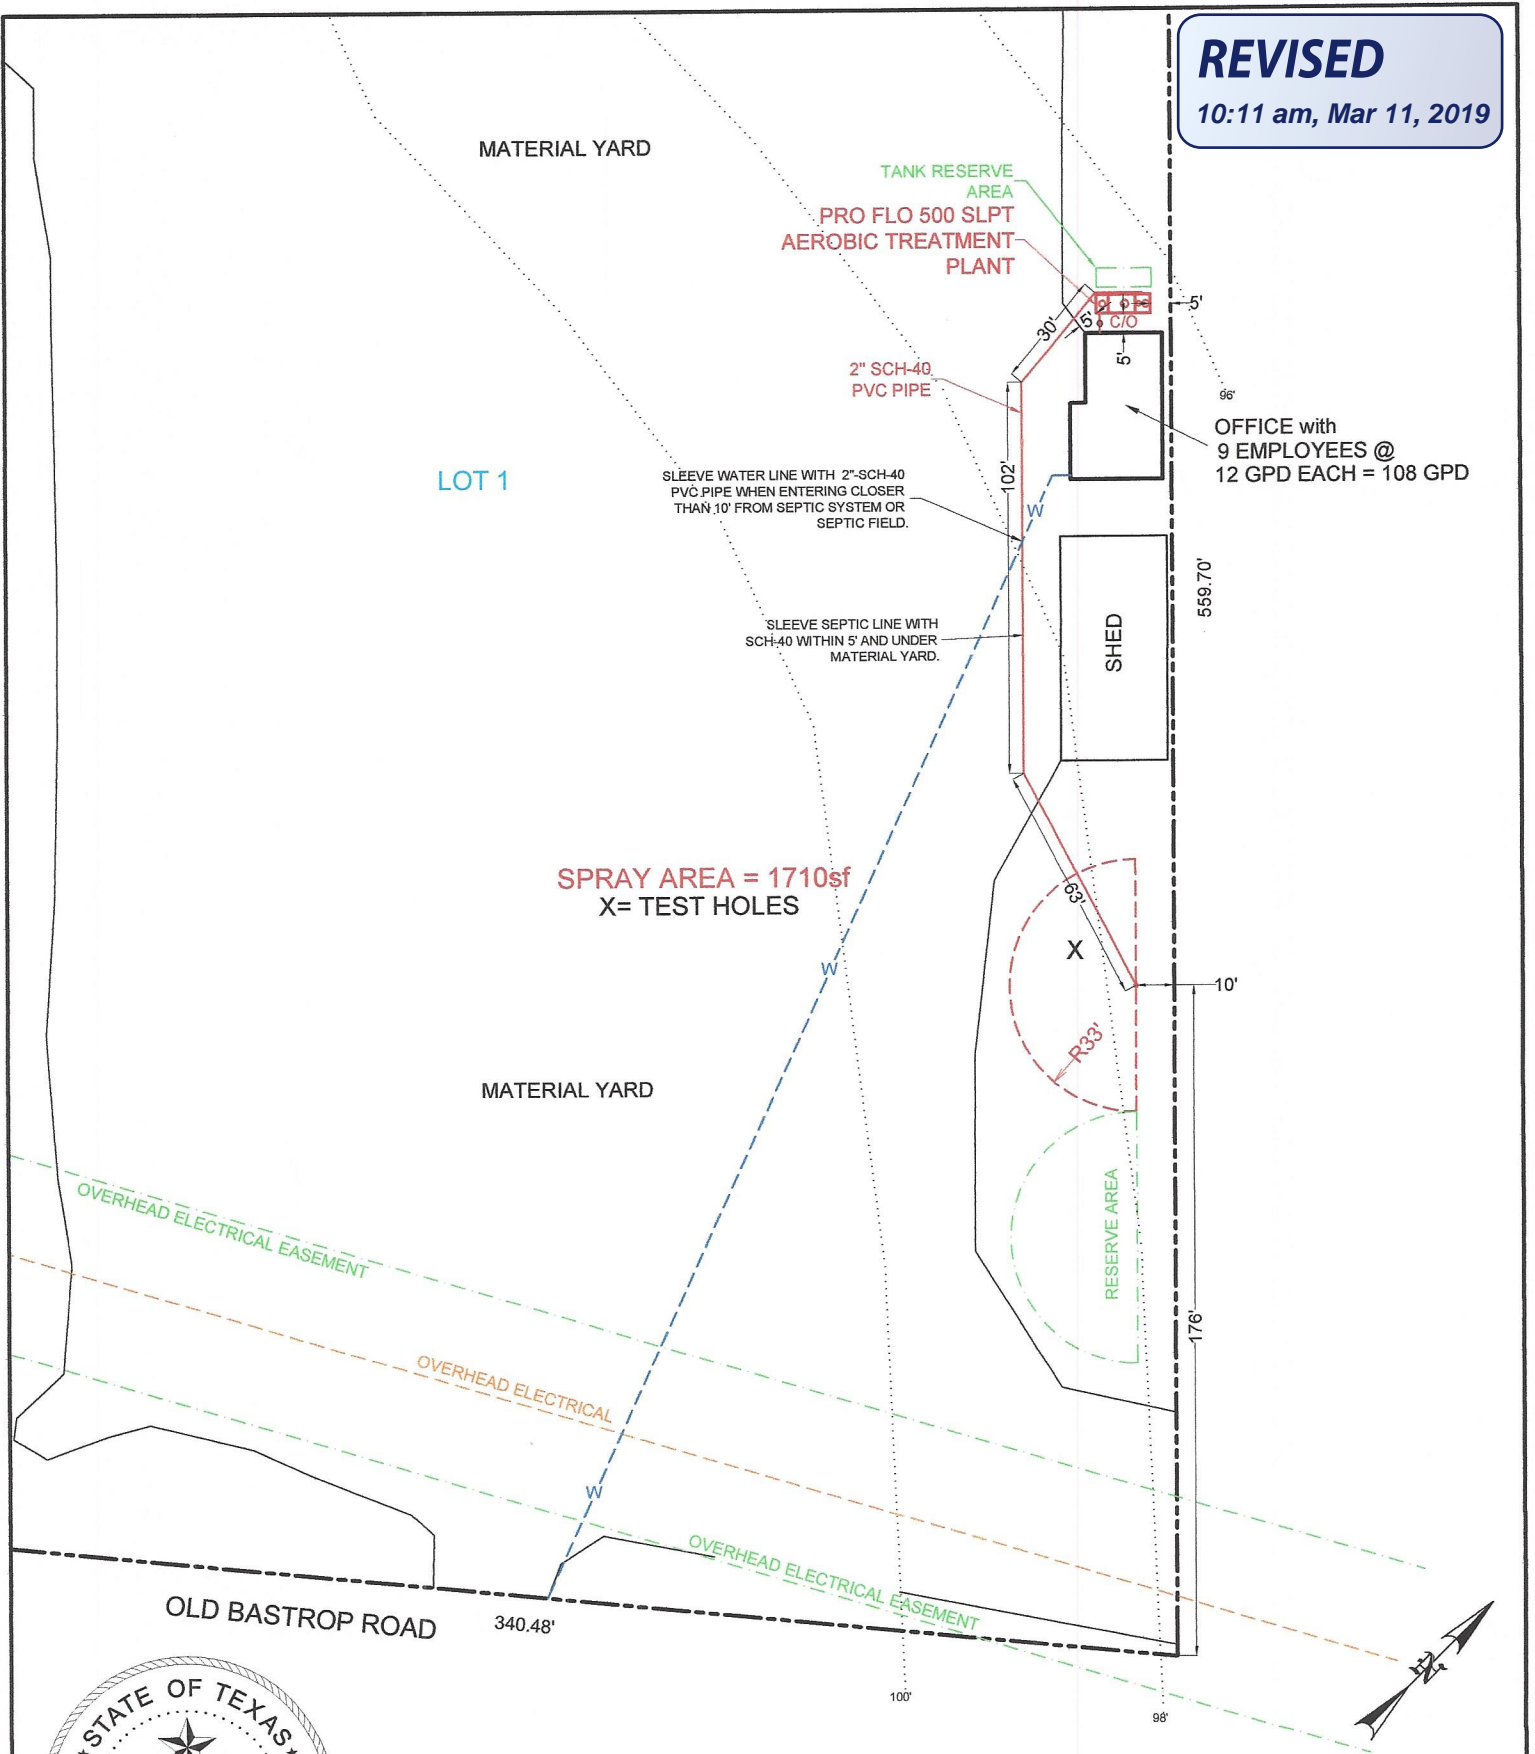 REVISED
10:11 am, Mar 11, 2019
MATERIAL YARD
TANK RESERVE
AREA
PRO FLO 500 SLPT
AEROBIC TREATMENT
PLANT
5'
30'
5'
C/O
5'
2" SCH-40
PVC PIPE
96'
OFFICE with
9 EMPLOYEES @
12 GPD EACH = 108 GPD
LOT 1
SLEEVE WATER LINE WITH 2"-SCH-40
PVC PIPE WHEN ENTERING CLOSER
THAN 10' FROM SEPTIC SYSTEM OR
SEPTIC FIELD.
102'
W
559.70'
SHED
SLEEVE SEPTIC LINE WITH
SCH-40 WITHIN 5' AND UNDER
MATERIAL YARD.
SPRAY AREA = 1710sf
X= TEST HOLES
63'
X
W
10'
R33'
MATERIAL YARD
RESERVE AREA
OVERHEAD ELECTRICAL EASEMENT
176'
OVERHEAD ELECTRICAL
W
OVERHEAD ELECTRICAL EASEMENT
OLD BASTROP ROAD
340.48'
100'
98'
N
STATE OF TEXAS